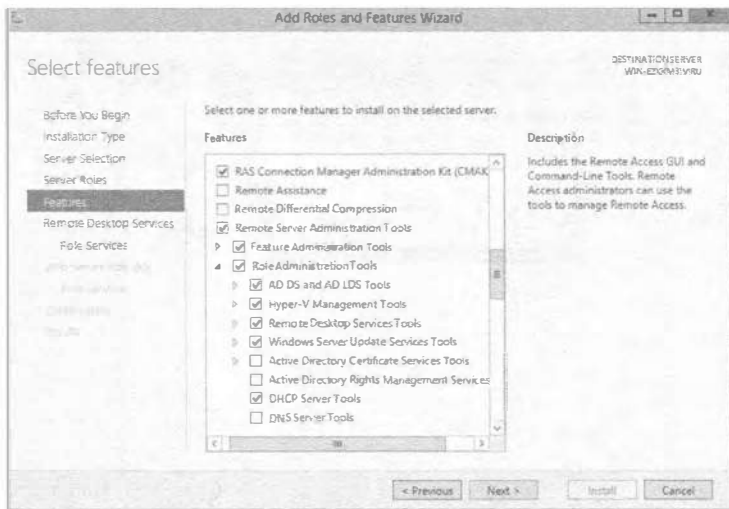 Add Roles and Features Wizard
Select features
DESTINATION SERVER
Before You Begin
Installation Type
Server Selection
Server Roles
Features
Remote Desktop Services
Role Services
Select one or more features to install on the selected server.
Features
RAS Connection Manager Administration Kit (CMAK
Remote Assistance
Remote Differential Compression
Remote Server Administration Tools
Feature Administration Tools
Role Administration Tools
AD DS and AD LDS Tools
Hyper-V Management Tools
Remote Desktop Services Tools
Windows Server Update Services Tools
Active Directory Certificate Services Tools
Active Directory Rights Management Services
DHCP Server Tools
DNS Server Tools
Description
Includes the Remote Access GUI and
Command-Line Tools. Remote
Access administrators can use the
tools to manage Remote Access.
< Previous
Next >
Install
Cancel